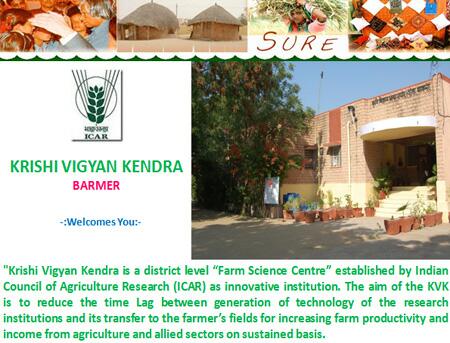 SURE
ICAR
KRISHI VIGYAN KENDRA
BARMER
-:Welcomes You:-
"Krishi Vigyan Kendra is a district level “Farm Science Centre” established by Indian
Council of Agriculture Research (ICAR) as innovative institution. The aim of the KVK
is to reduce the time Lag between generation of technology of the research
institutions and its transfer to the farmer’s fields for increasing farm productivity and
income from agriculture and allied sectors on sustained basis.